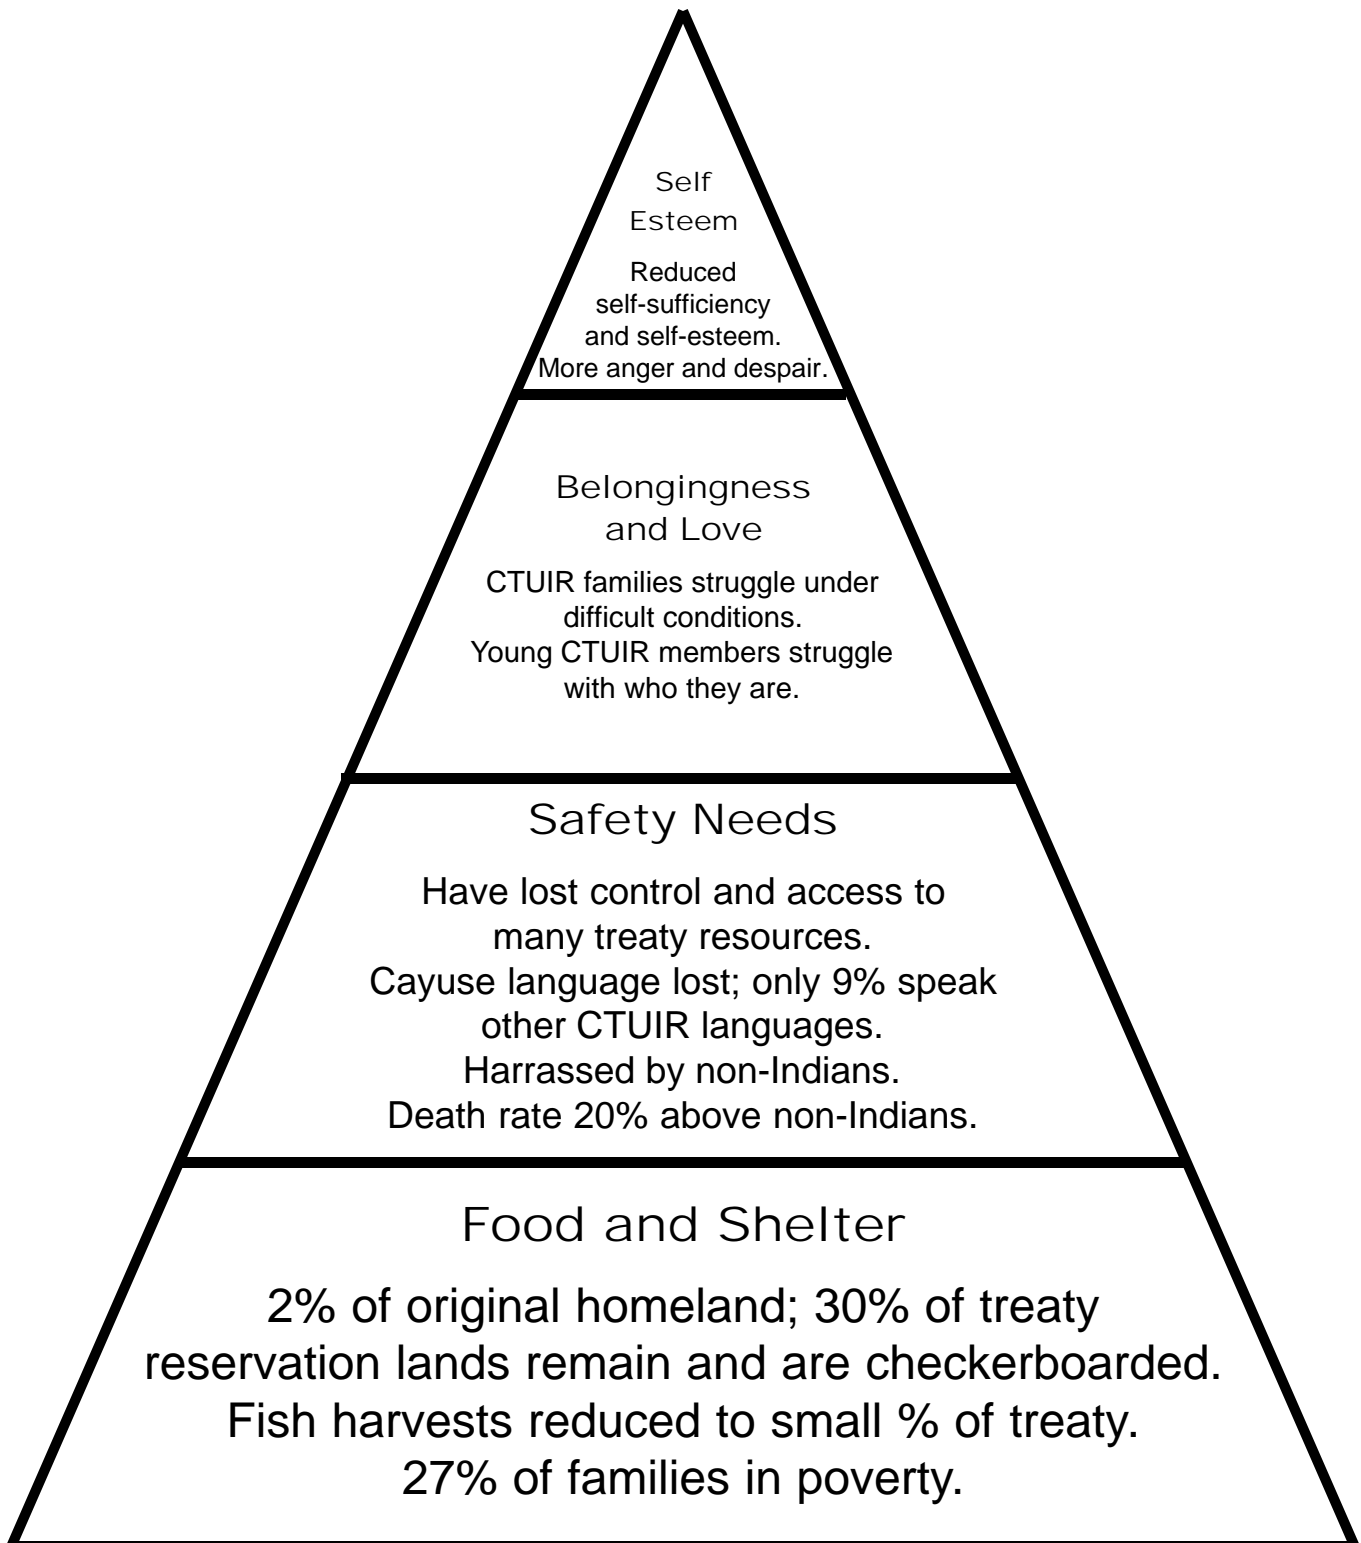 Self
Esteem
Reduced
self-sufficiency
and self-esteem.
More anger and despair.
Belongingness
and Love
CTUIR families struggle under
difficult conditions.
Young CTUIR members struggle
with who they are.
Safety Needs
Have lost control and access to
many treaty resources.
Cayuse language lost; only 9% speak
other CTUIR languages.
Harrassed by non-Indians.
Death rate 20% above non-Indians.
Food and Shelter
2% of original homeland; 30% of treaty
reservation lands remain and are checkerboarded.
Fish harvests reduced to small % of treaty.
27% of families in poverty.